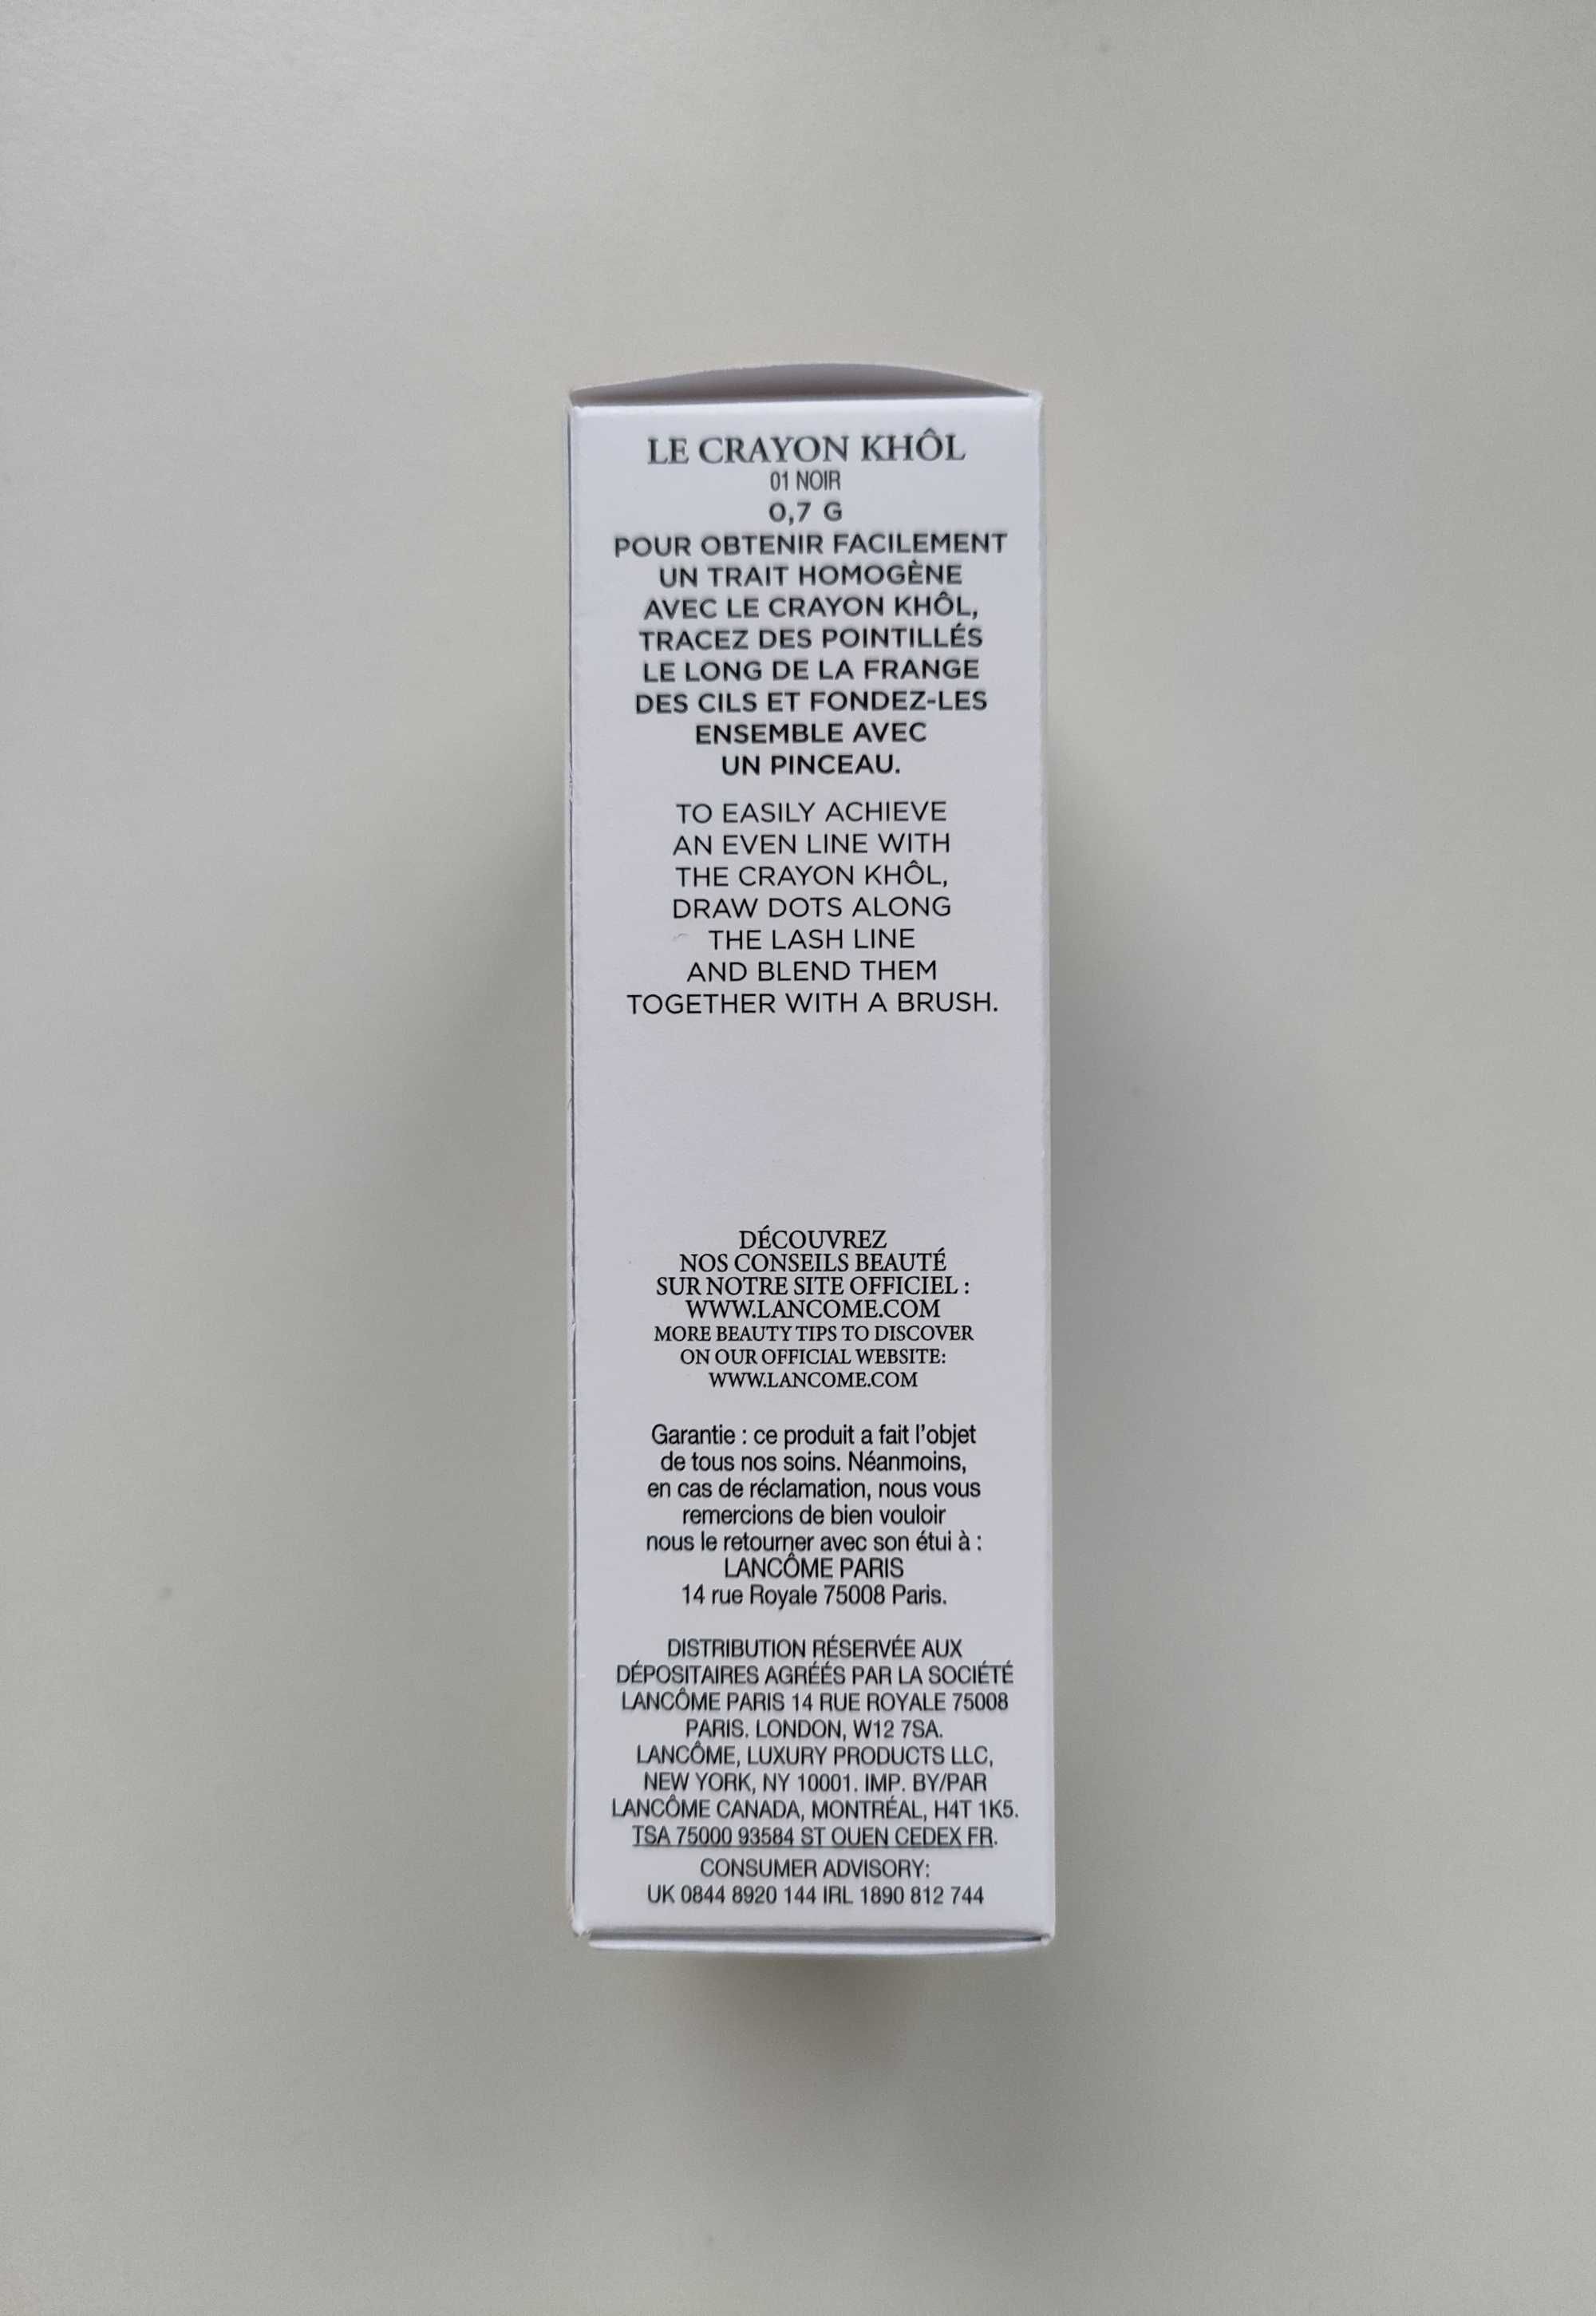 LE CRAYON KHÔL
01 NOIR
0,7 G
POUR OBTENIR FACILEMENT
UN TRAIT HOMOGÈNE
AVEC LE CRAYON KHÔL,
TRACEZ DES POINTILLÉS
LE LONG DE LA FRANGE
DES CILS ET FONDEZ-LES
ENSEMBLE AVEC
UN PINCEAU.
TO EASILY ACHIEVE
AN EVEN LINE WITH
THE CRAYON KHÔL,
DRAW DOTS ALONG
THE LASH LINE
AND BLEND THEM
TOGETHER WITH A BRUSH.
DÉCOUVREZ
NOS CONSEILS BEAUTÉ
SUR NOTRE SITE OFFICIEL :
WWW.LANCOME.COM
MORE BEAUTY TIPS TO DISCOVER
ON OUR OFFICIAL WEBSITE:
WWW.LANCOME.COM
Garantie : ce produit a fait l'objet
de tous nos soins. Néanmoins,
en cas de réclamation, nous vous
remercions de bien vouloir
nous le retourner avec son étui à :
LANCÔME PARIS
14 rue Royale 75008 Paris.
DISTRIBUTION RÉSERVÉE AUX
DÉPOSITAIRES AGRÉÉS PAR LA SOCIÉTÉ
LANCÔME PARIS 14 RUE ROYALE 75008
PARIS. LONDON, W12 7SA.
LANCÔME, LUXURY PRODUCTS LLC,
NEW YORK, NY 10001. IMP. BY/PAR
LANCÔME CANADA, MONTRÉAL, H4T 1K5.
TSA 75000 93584 ST OUEN CEDEX FR.
CONSUMER ADVISORY:
UK 0844 8920 144 IRL 1890 812 744